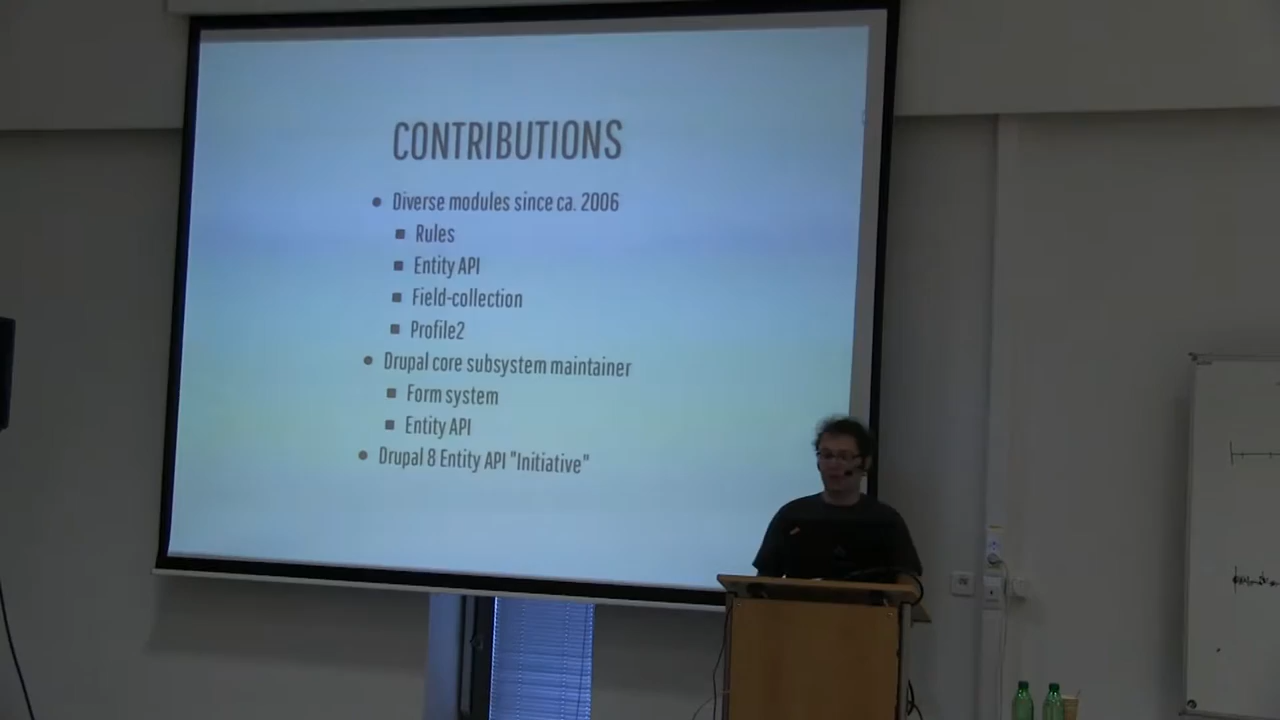 CONTRIBUTIONS
Diverse modules since ca. 2006
Rules
Entity API
Field-collection
Profile2
Drupal core subsystem maintainer
Form system
Entity API
Drupal 8 Entity API "Initiative"